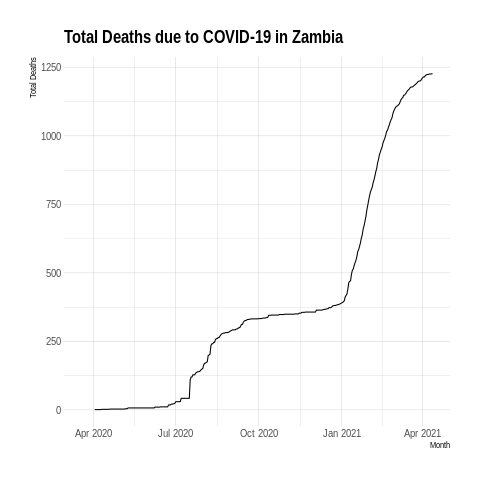 Total Deaths due to COVID-19 in Zambia
Total Deaths
1250
1000
750
500
250
0
Apr 2020 Jul 2020 Oct 2020 Jan 2021 Apr 2021
Month